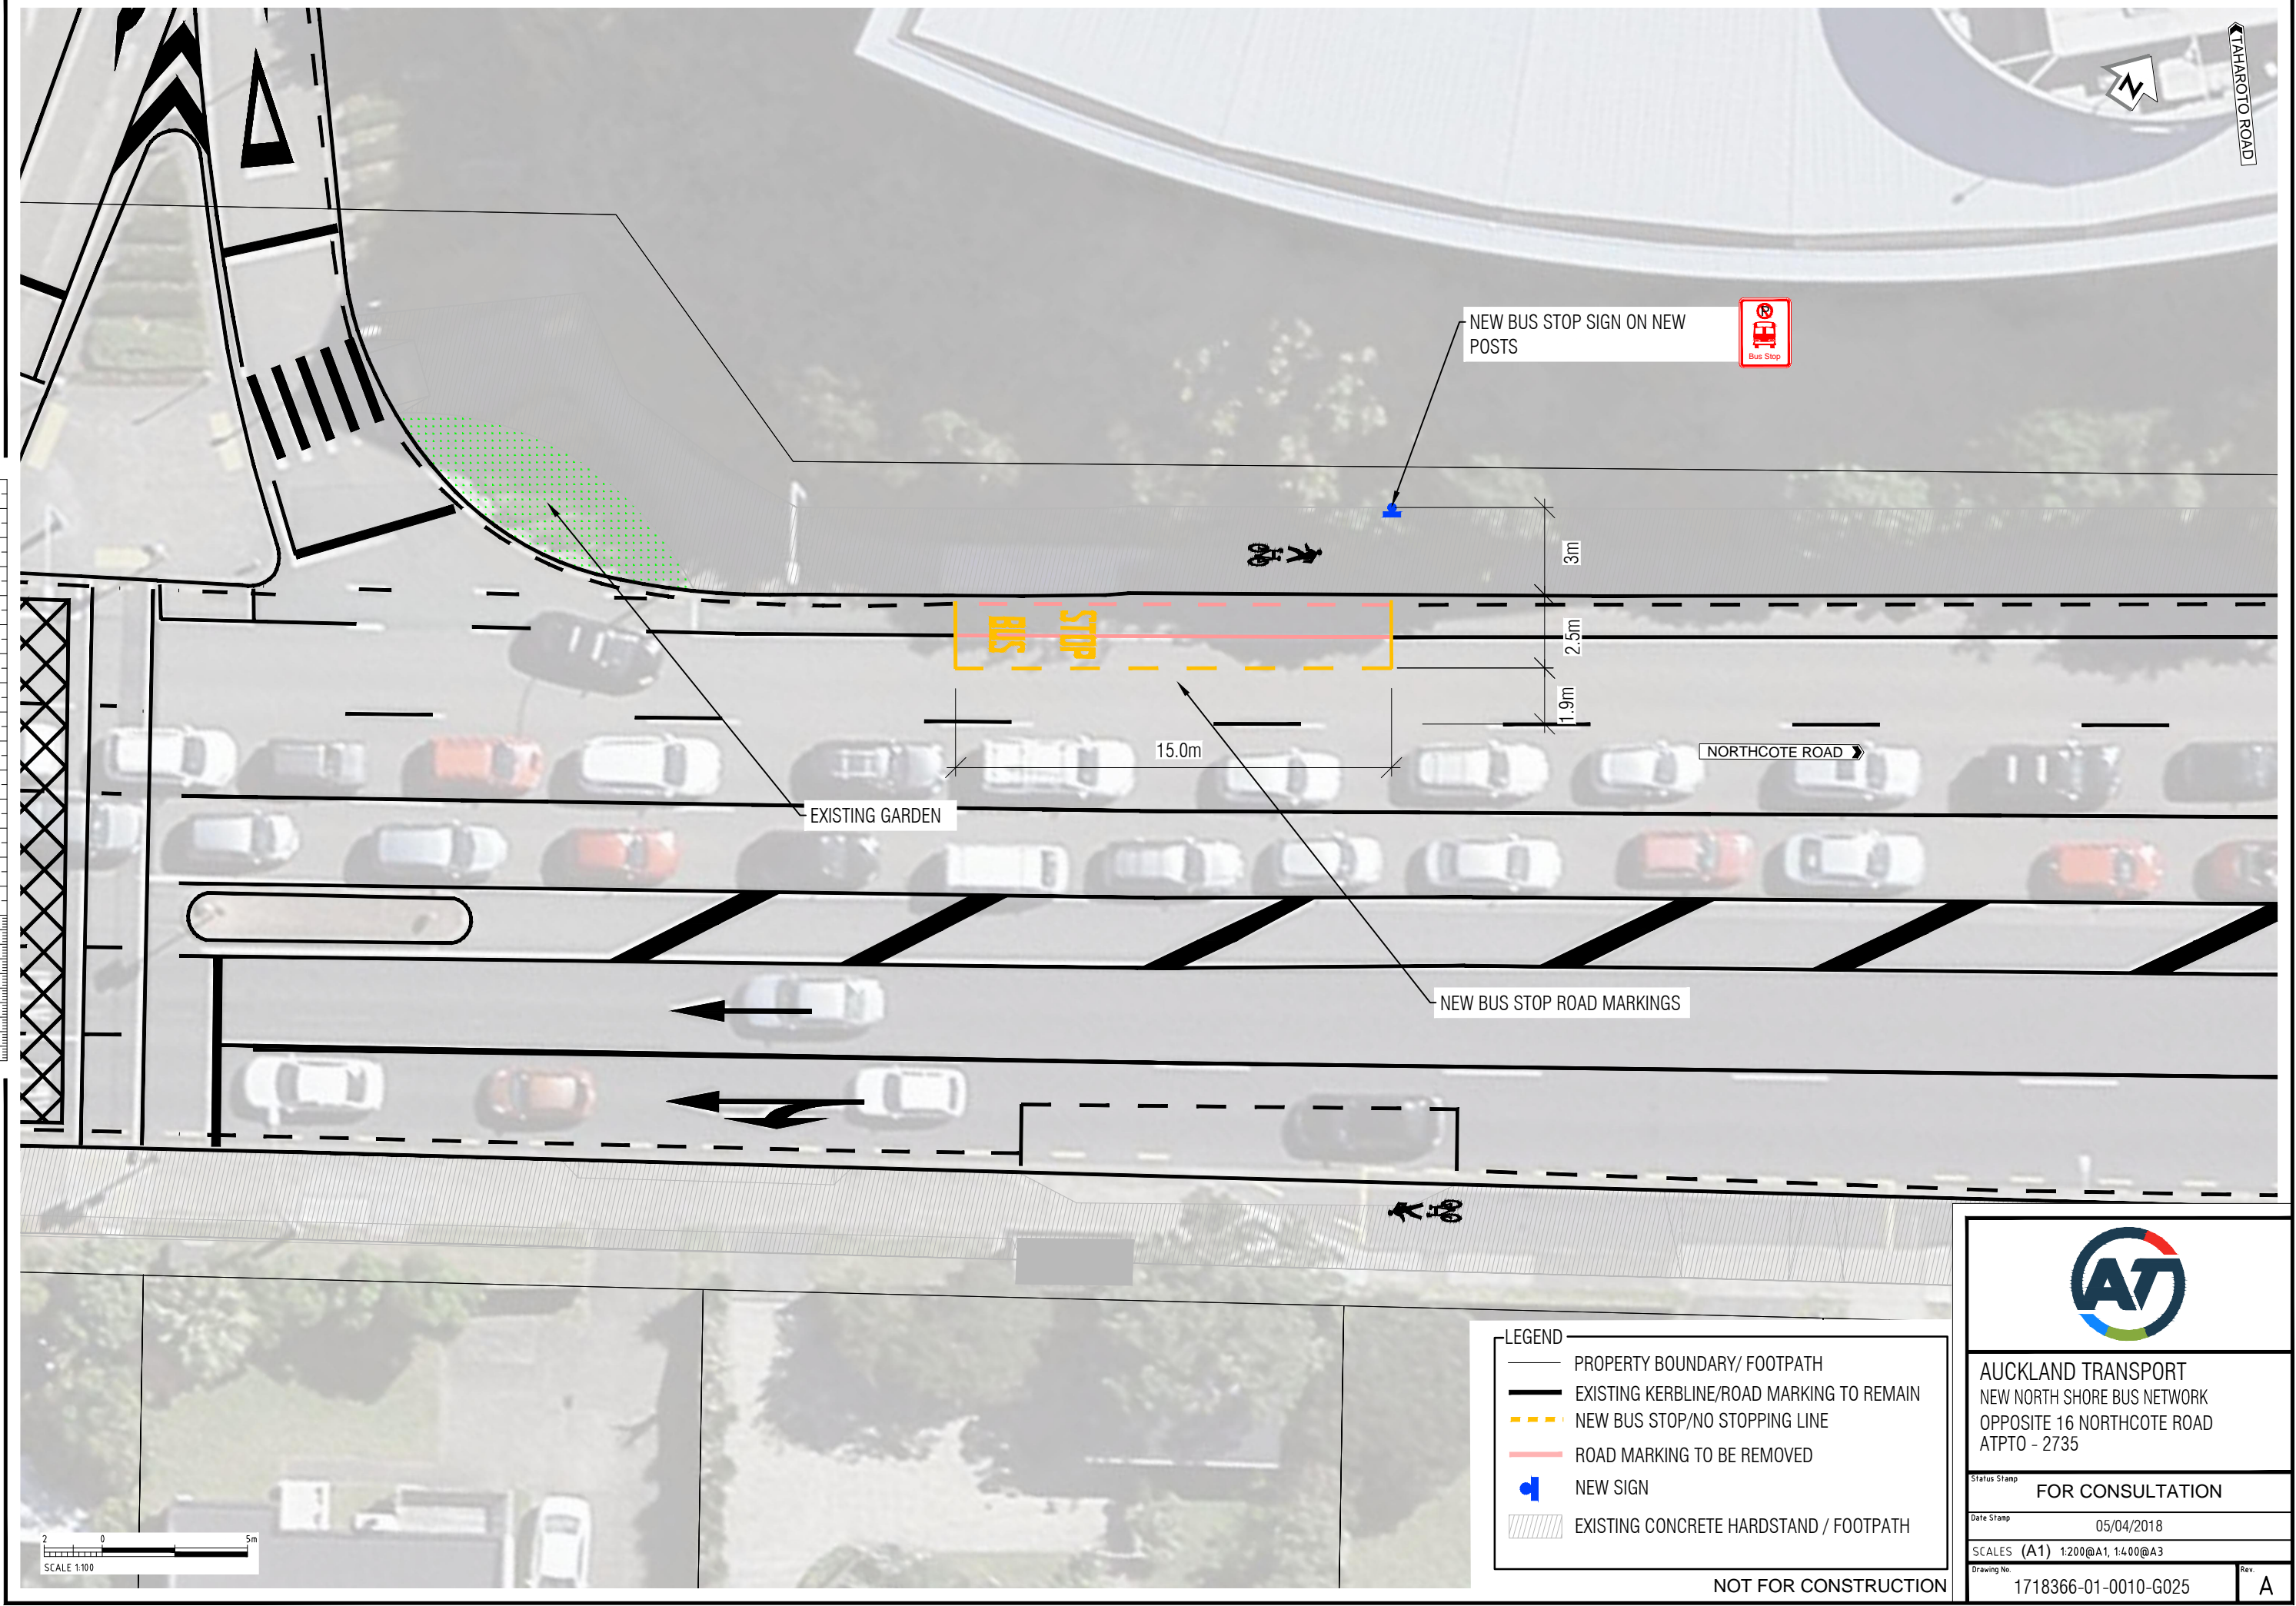 TAHAROTO ROAD
N
NEW BUS STOP SIGN ON NEW
POSTS
P
Bus Stop
3m
2.5m
1.9m
BUS
STOP
15.0m
NORTHCOTE ROAD
EXISTING GARDEN
NEW BUS STOP ROAD MARKINGS
LEGEND
PROPERTY BOUNDARY/ FOOTPATH
EXISTING KERBLINE/ROAD MARKING TO REMAIN
NEW BUS STOP/NO STOPPING LINE
ROAD MARKING TO BE REMOVED
NEW SIGN
EXISTING CONCRETE HARDSTAND / FOOTPATH
NOT FOR CONSTRUCTION
2 0 5m
SCALE 1:100
AT
AUCKLAND TRANSPORT
NEW NORTH SHORE BUS NETWORK
OPPOSITE 16 NORTHCOTE ROAD
ATPTO - 2735
Status Stamp
FOR CONSULTATION
Date Stamp
05/04/2018
SCALES (A1) 1:200@A1, 1:400@A3
Drawing No.
1718366-01-0010-G025
Rev.
A